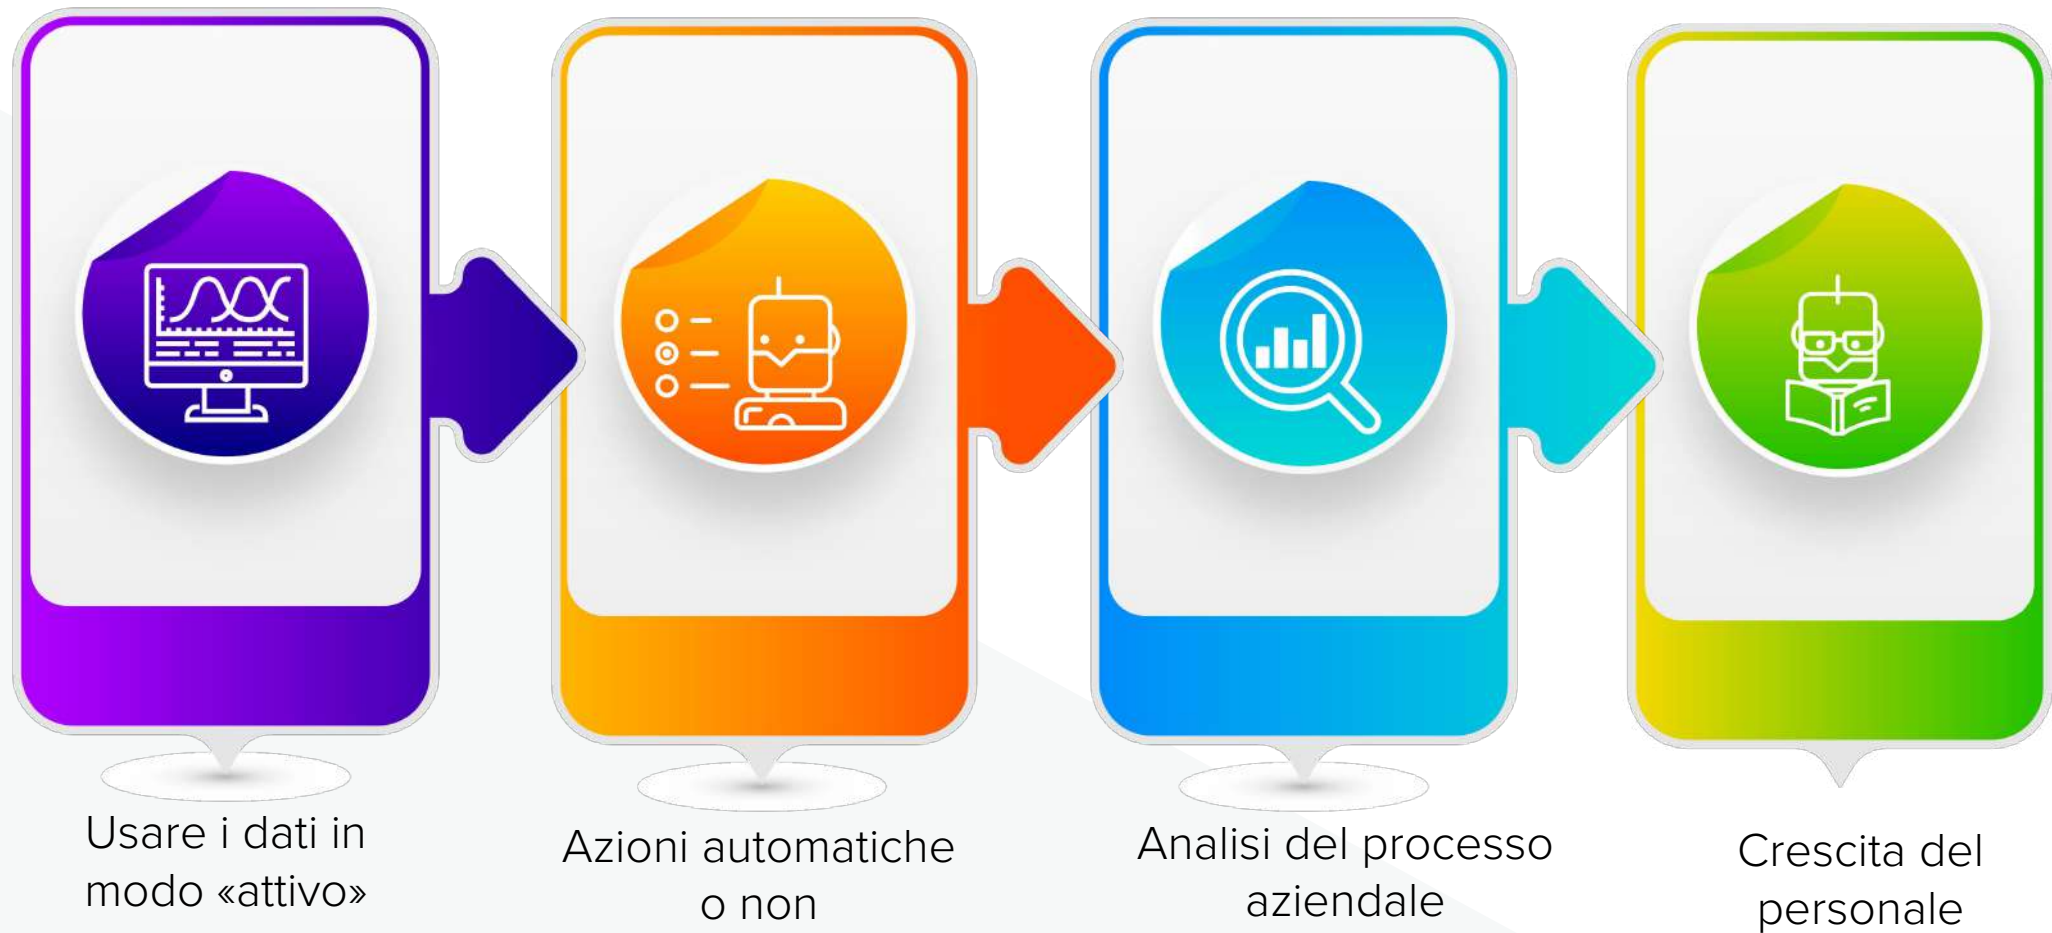 Usare i dati in
modo «attivo»
Azioni automatiche
o non
Analisi del processo
aziendale
Crescita del
personale